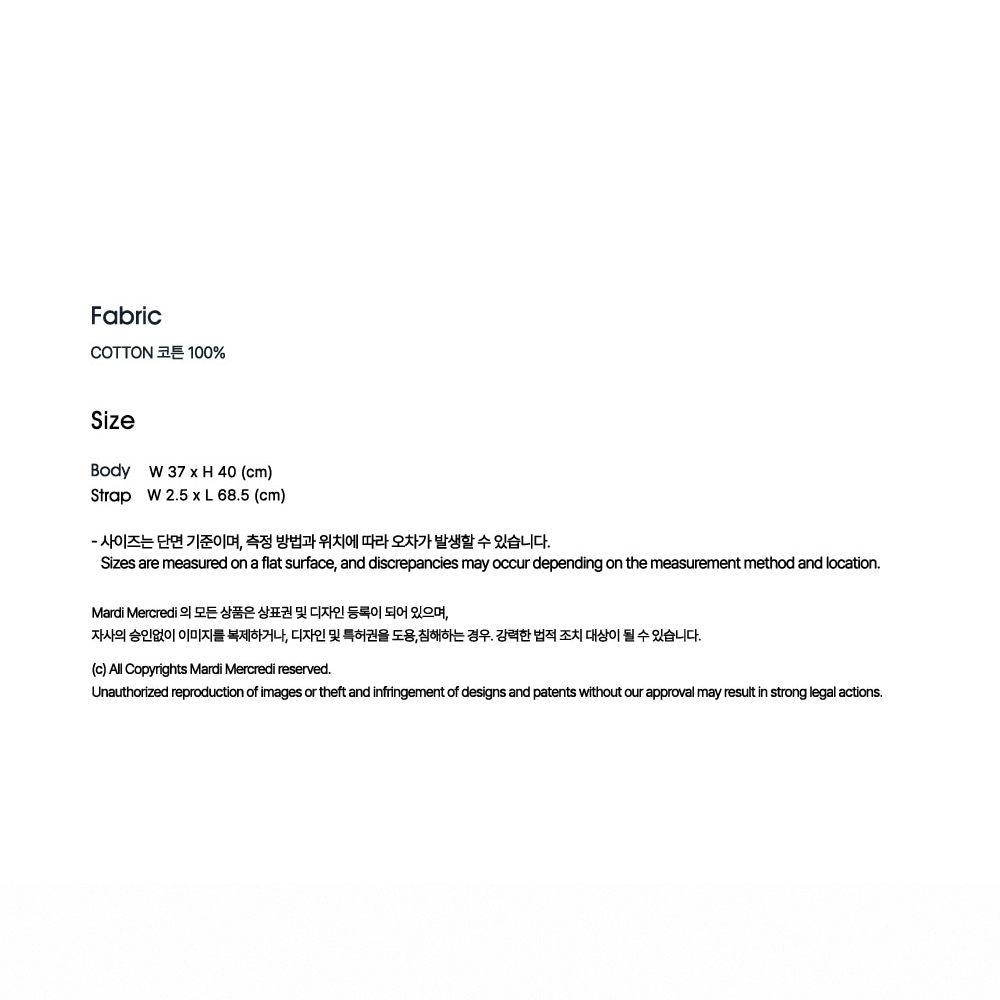 Fabric
COTTON 코튼 100%
Size
Body W 37 x H 40 (cm)
Strap W 2.5 x L 68.5 (cm)
- 사이즈는 단면 기준이며, 측정 방법과 위치에 따라 오차가 발생할 수 있습니다.
Sizes are measured on a flat surface, and discrepancies may occur depending on the measurement method and location.
Mardi Mercredi 의 모든 상품은 상표권 및 디자인 등록이 되어 있으며,
자사의 승인없이 이미지를 복제하거나, 디자인 및 특허권을 도용,침해하는 경우. 강력한 법적 조치 대상이 될 수 있습니다.
(c) All Copyrights Mardi Mercredi reserved.
Unauthorized reproduction of images or theft and infringement of designs and patents without our approval may result in strong legal actions.